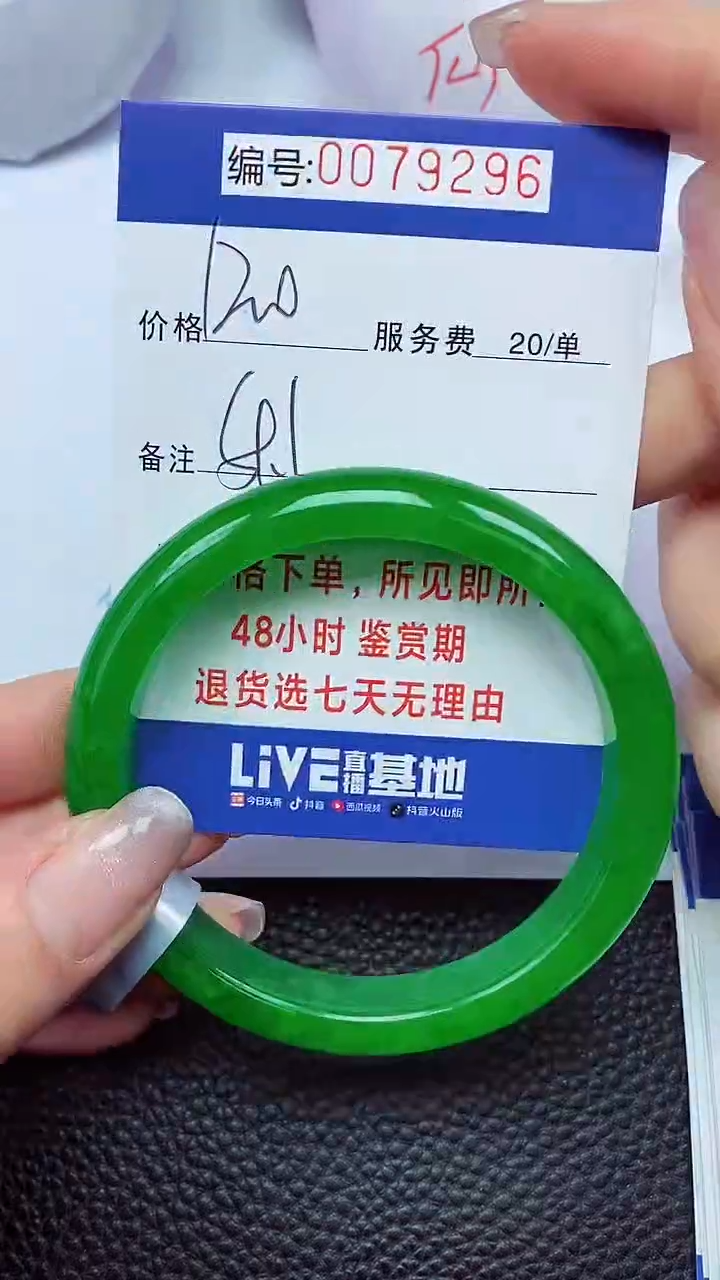 仙
编号:0079296
价格1200 服务费 20/单
备注
格下单，所见即所
48小时 鉴赏期
退货选七天无理由
LiVE直播基地
今日头条 抖音 西瓜视频 抖音火山版